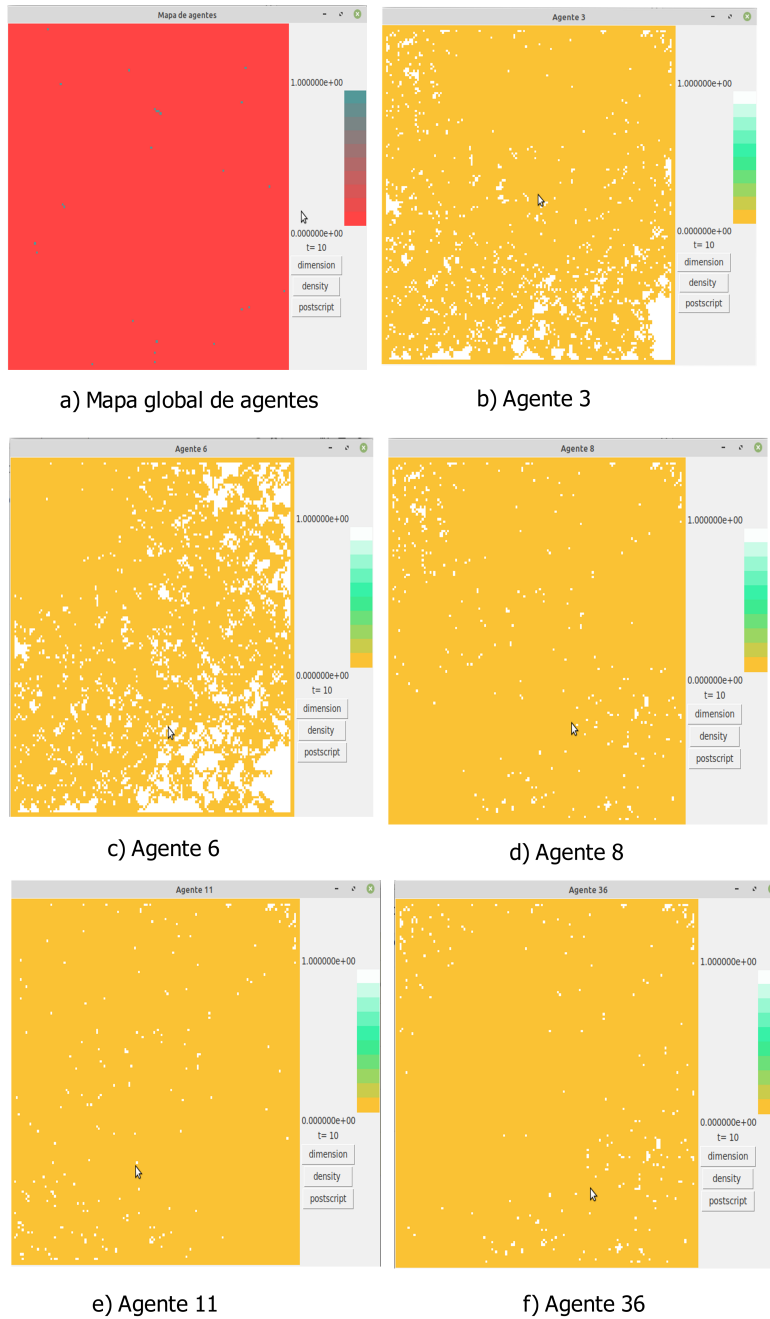 Mapa de agentes
1.000000e+00
0.000000e+00
t= 10
dimension
density
postscript
a) Mapa global de agentes
Agente 3
1.000000e+00
0.000000e+00
t= 10
dimension
density
postscript
b) Agente 3
Agente 6
1.000000e+00
0.000000e+00
t= 10
dimension
density
postscript
c) Agente 6
Agente 8
1.000000e+00
0.000000e+00
t= 10
dimension
density
postscript
d) Agente 8
Agente 11
1.000000e+00
0.000000e+00
t= 10
dimension
density
postscript
e) Agente 11
Agente 36
1.000000e+00
0.000000e+00
t= 10
dimension
density
postscript
f) Agente 36